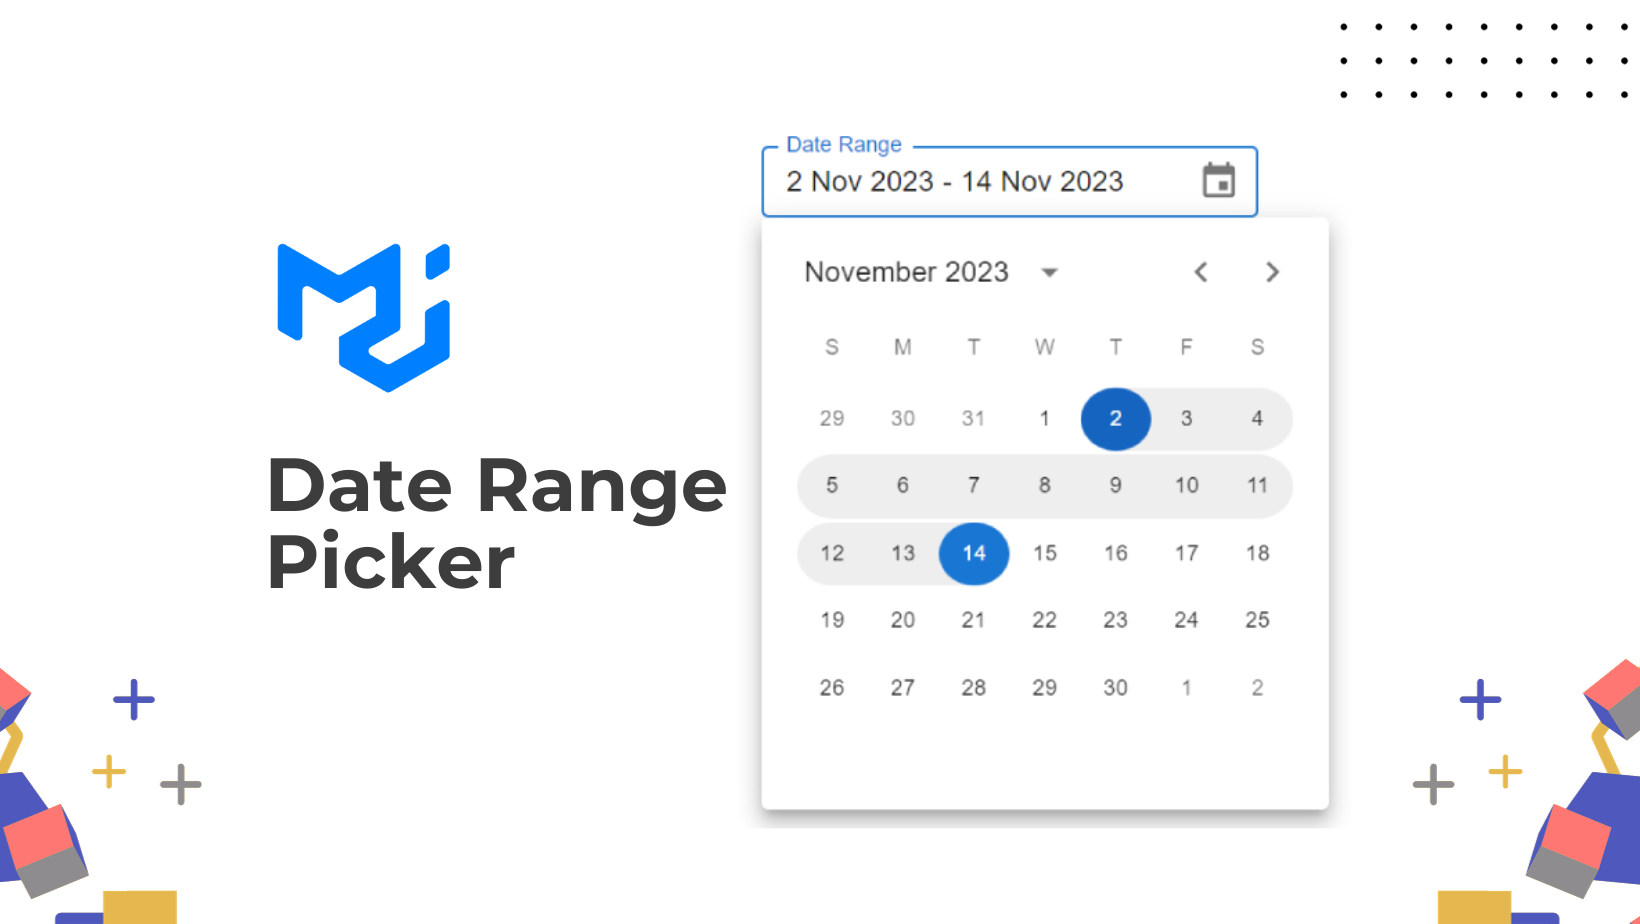 Date Range
Picker
Date Range
2 Nov 2023 - 14 Nov 2023
November 2023
S M T W T F S
29 30 31 1 2 3 4
5 6 7 8 9 10 11
12 13 14 15 16 17 18
19 20 21 22 23 24 25
26 27 28 29 30 1 2